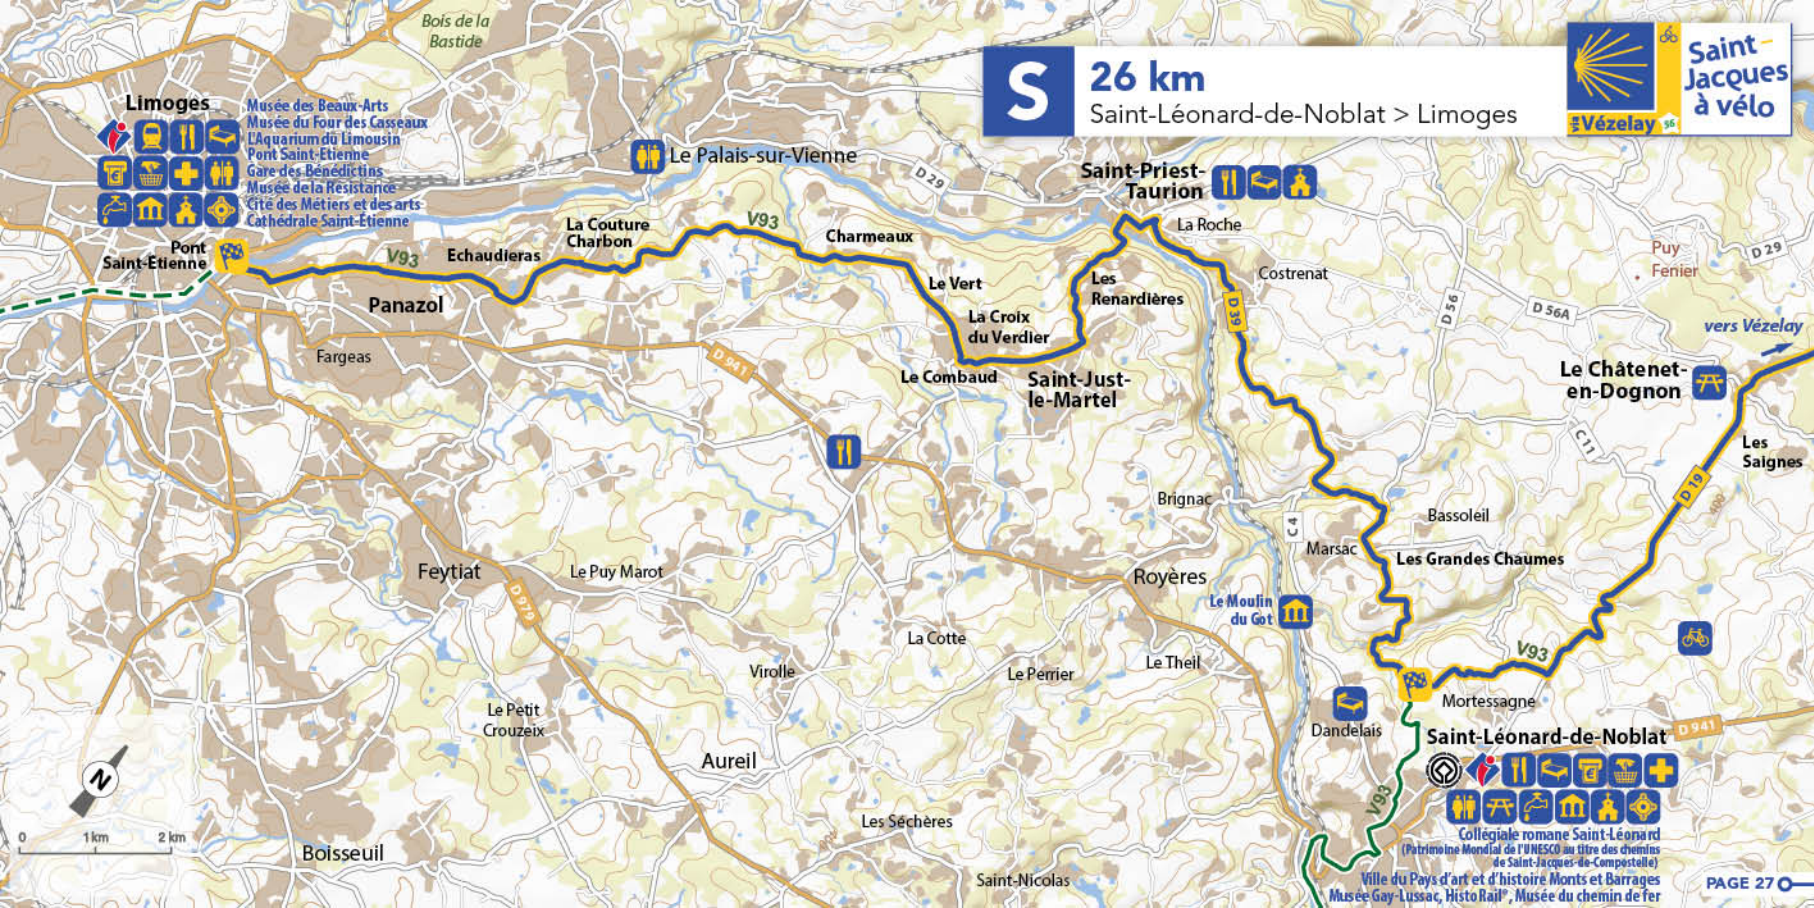 Bois de la
Bastide
S
26 km
Saint-Léonard-de-Noblat > Limoges
Saint-
Jacques
à vélo
via
Vézelay
Limoges
Musée des Beaux-Arts
Musée du Four des Casseaux
l'Aquarium du Limousin
Pont Saint-Etienne
Gare des Bénédictins
Musée de la Résistance
Cité des Métiers et des arts
Cathédrale Saint-Étienne
Le Palais-sur-Vienne
D 29
Saint-Priest-
Taurion
La Roche
Pont
Saint-Etienne
V93
Echaudieras
La Couture
Charbon
V93
Charmeaux
Puy
Fenier
D 29
Costrenat
Panazol
Le Vert
Les
Renardières
D 39
D 56
D 56A
vers Vézelay
La Croix
du Verdier
Fargeas
D 941
Le Combaud
Saint-Just-
le-Martel
Le Châtenet-
en-Dognon
C 11
Les
Saignes
D 19
400
Brignac
C 4
Bassoleil
Marsac
Les Grandes Chaumes
Feytiat
Le Puy Marot
D 979
Royères
Le Moulin
du Got
La Cotte
V93
Virolle
Le Perrier
Le Theil
Mortessagne
Le Petit
Crouzeix
Dandelais
D 941
Saint-Léonard-de-Noblat
Aureil
N
V93
Les Séchères
0 1 km 2 km
Boisseuil
Collégiale romane Saint-Léonard
(Patrimoine Mondial de l'UNESCO au titre des chemins
de Saint-Jacques-de-Compostelle)
Saint-Nicolas
Ville du Pays d'art et d'histoire Monts et Barrages
Musée Gay-Lussac, HistoRail®, Musée du chemin de fer
PAGE 27